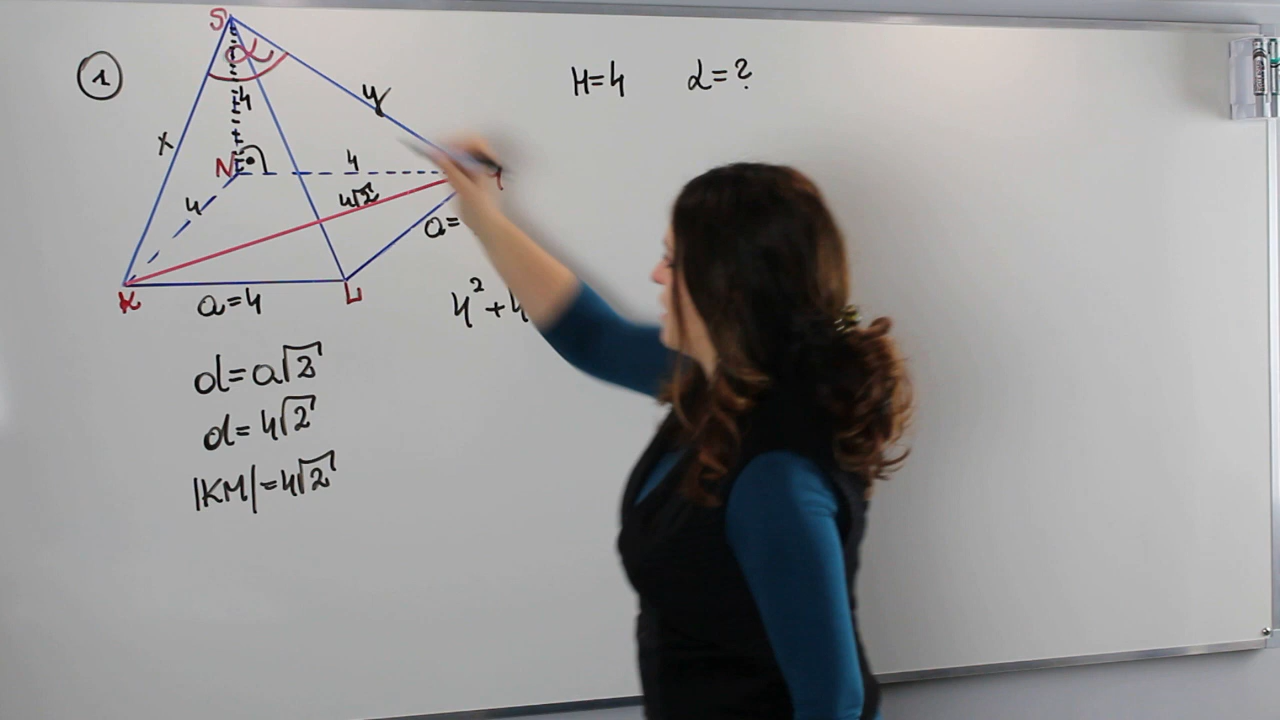 1
S
α
4
x
y
N
4
4
4√2
a=
K
L
a=4
H=4 α=?
4² + 4
d=a√2
d=4√2
|KM|=4√2